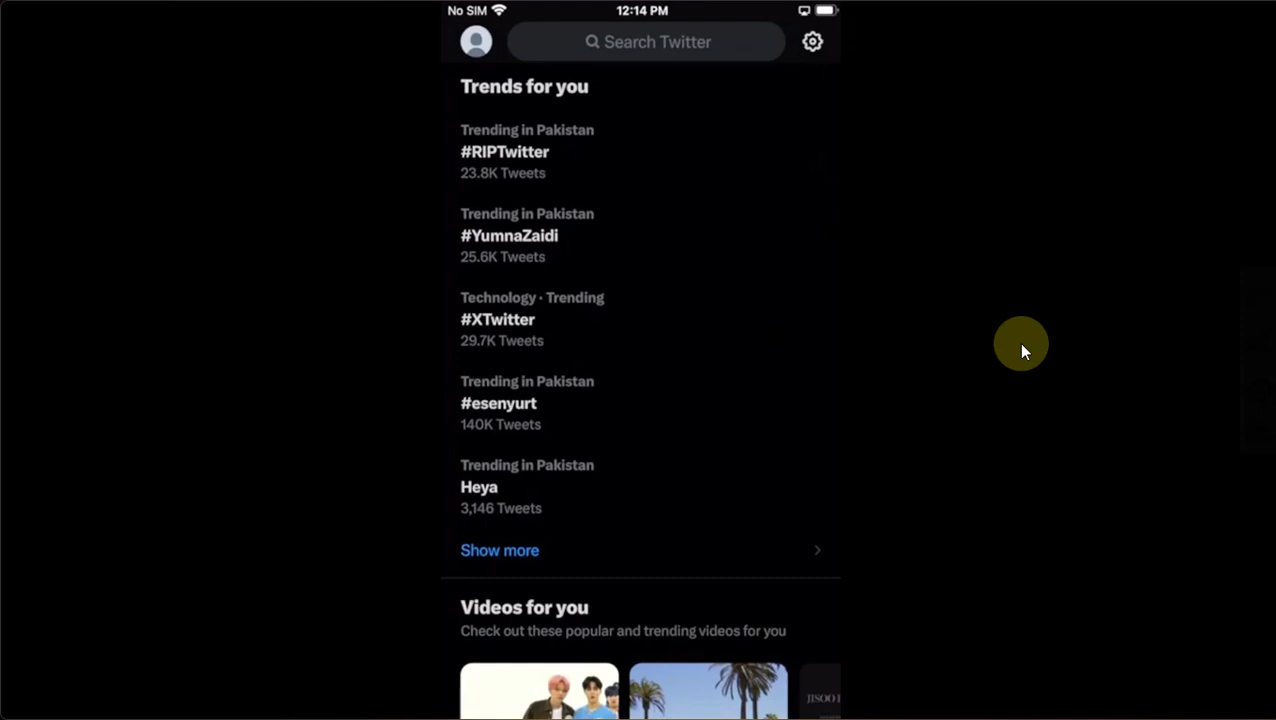 No SIM 12:14 PM
Search Twitter
Trends for you
Trending in Pakistan
#RIPTwitter
23.8K Tweets
Trending in Pakistan
#YumnaZaidi
25.6K Tweets
Technology · Trending
#XTwitter
29.7K Tweets
Trending in Pakistan
#esenyurt
140K Tweets
Trending in Pakistan
Heya
3,146 Tweets
Show more
Videos for you
Check out these popular and trending videos for you
JISOO